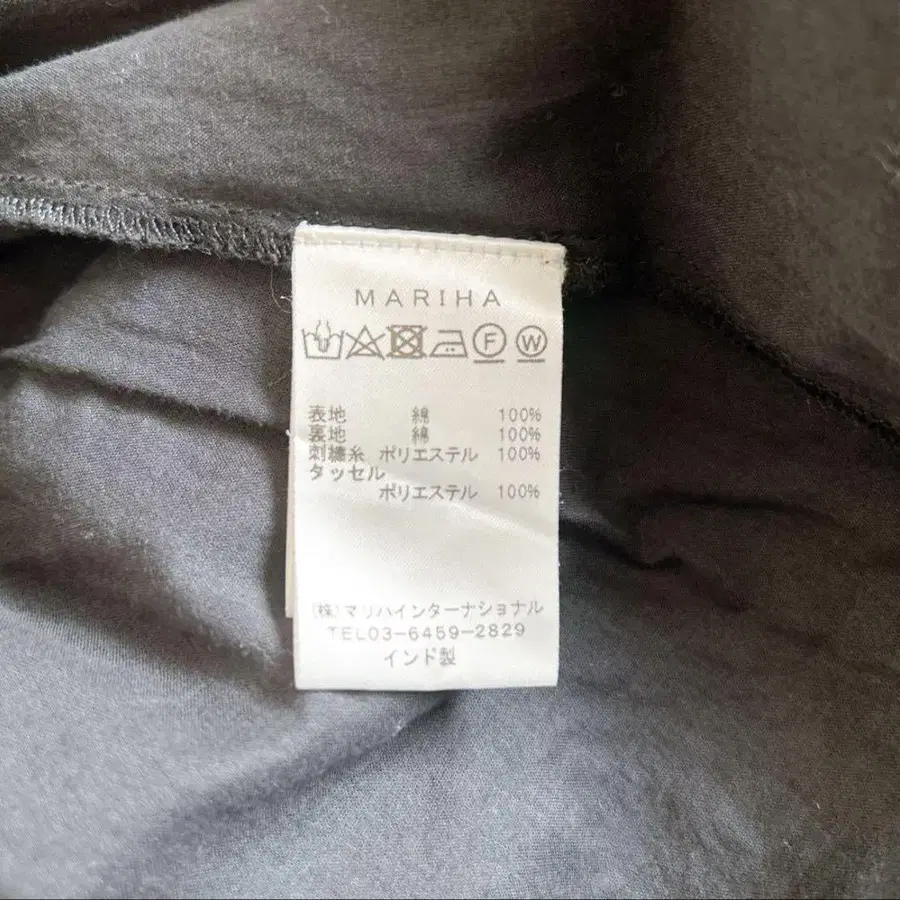 MARIHA
F W
表地 綿 100%
裏地 綿 100%
刺繍糸 ポリエステル 100%
タッセル
ポリエステル 100%
(株)マリハインターナショナル
TEL03-6459-2829
インド製